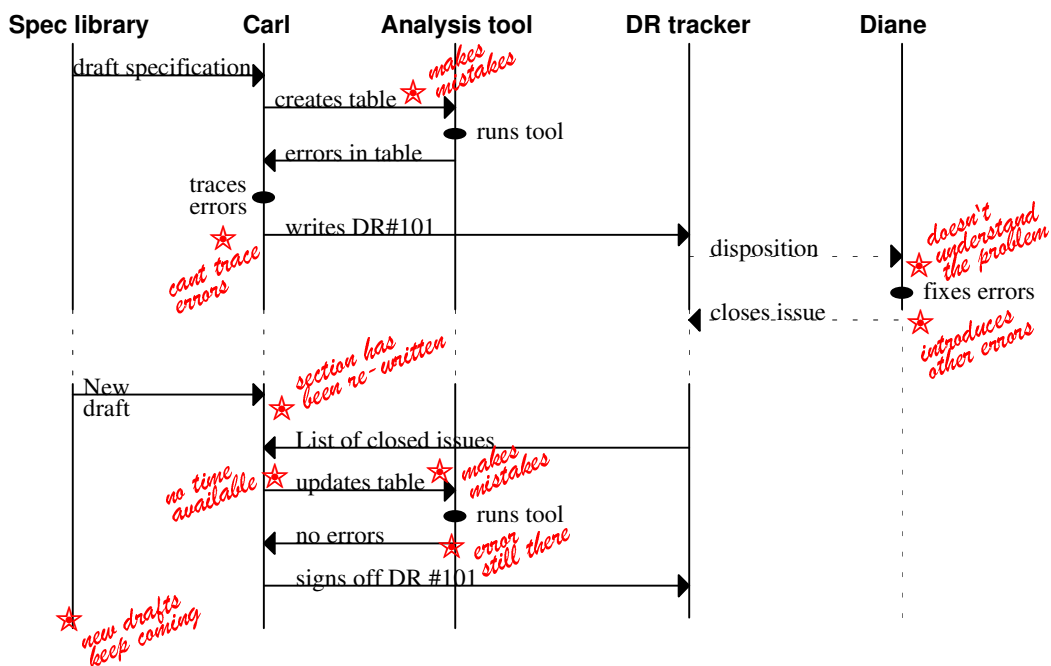 Spec library
Carl
Analysis tool
DR tracker
Diane
draft specification
makes
mistakes
creates table
runs tool
errors in table
traces
errors
writes DR#101
cant trace
errors
disposition
doesn't
understand
the problem
fixes errors
closes issue
introduces
other errors
New
draft
section has
been re-written
List of closed issues
no time
available
updates table
makes
mistakes
runs tool
no errors
error
still there
signs off DR #101
new drafts
keep coming